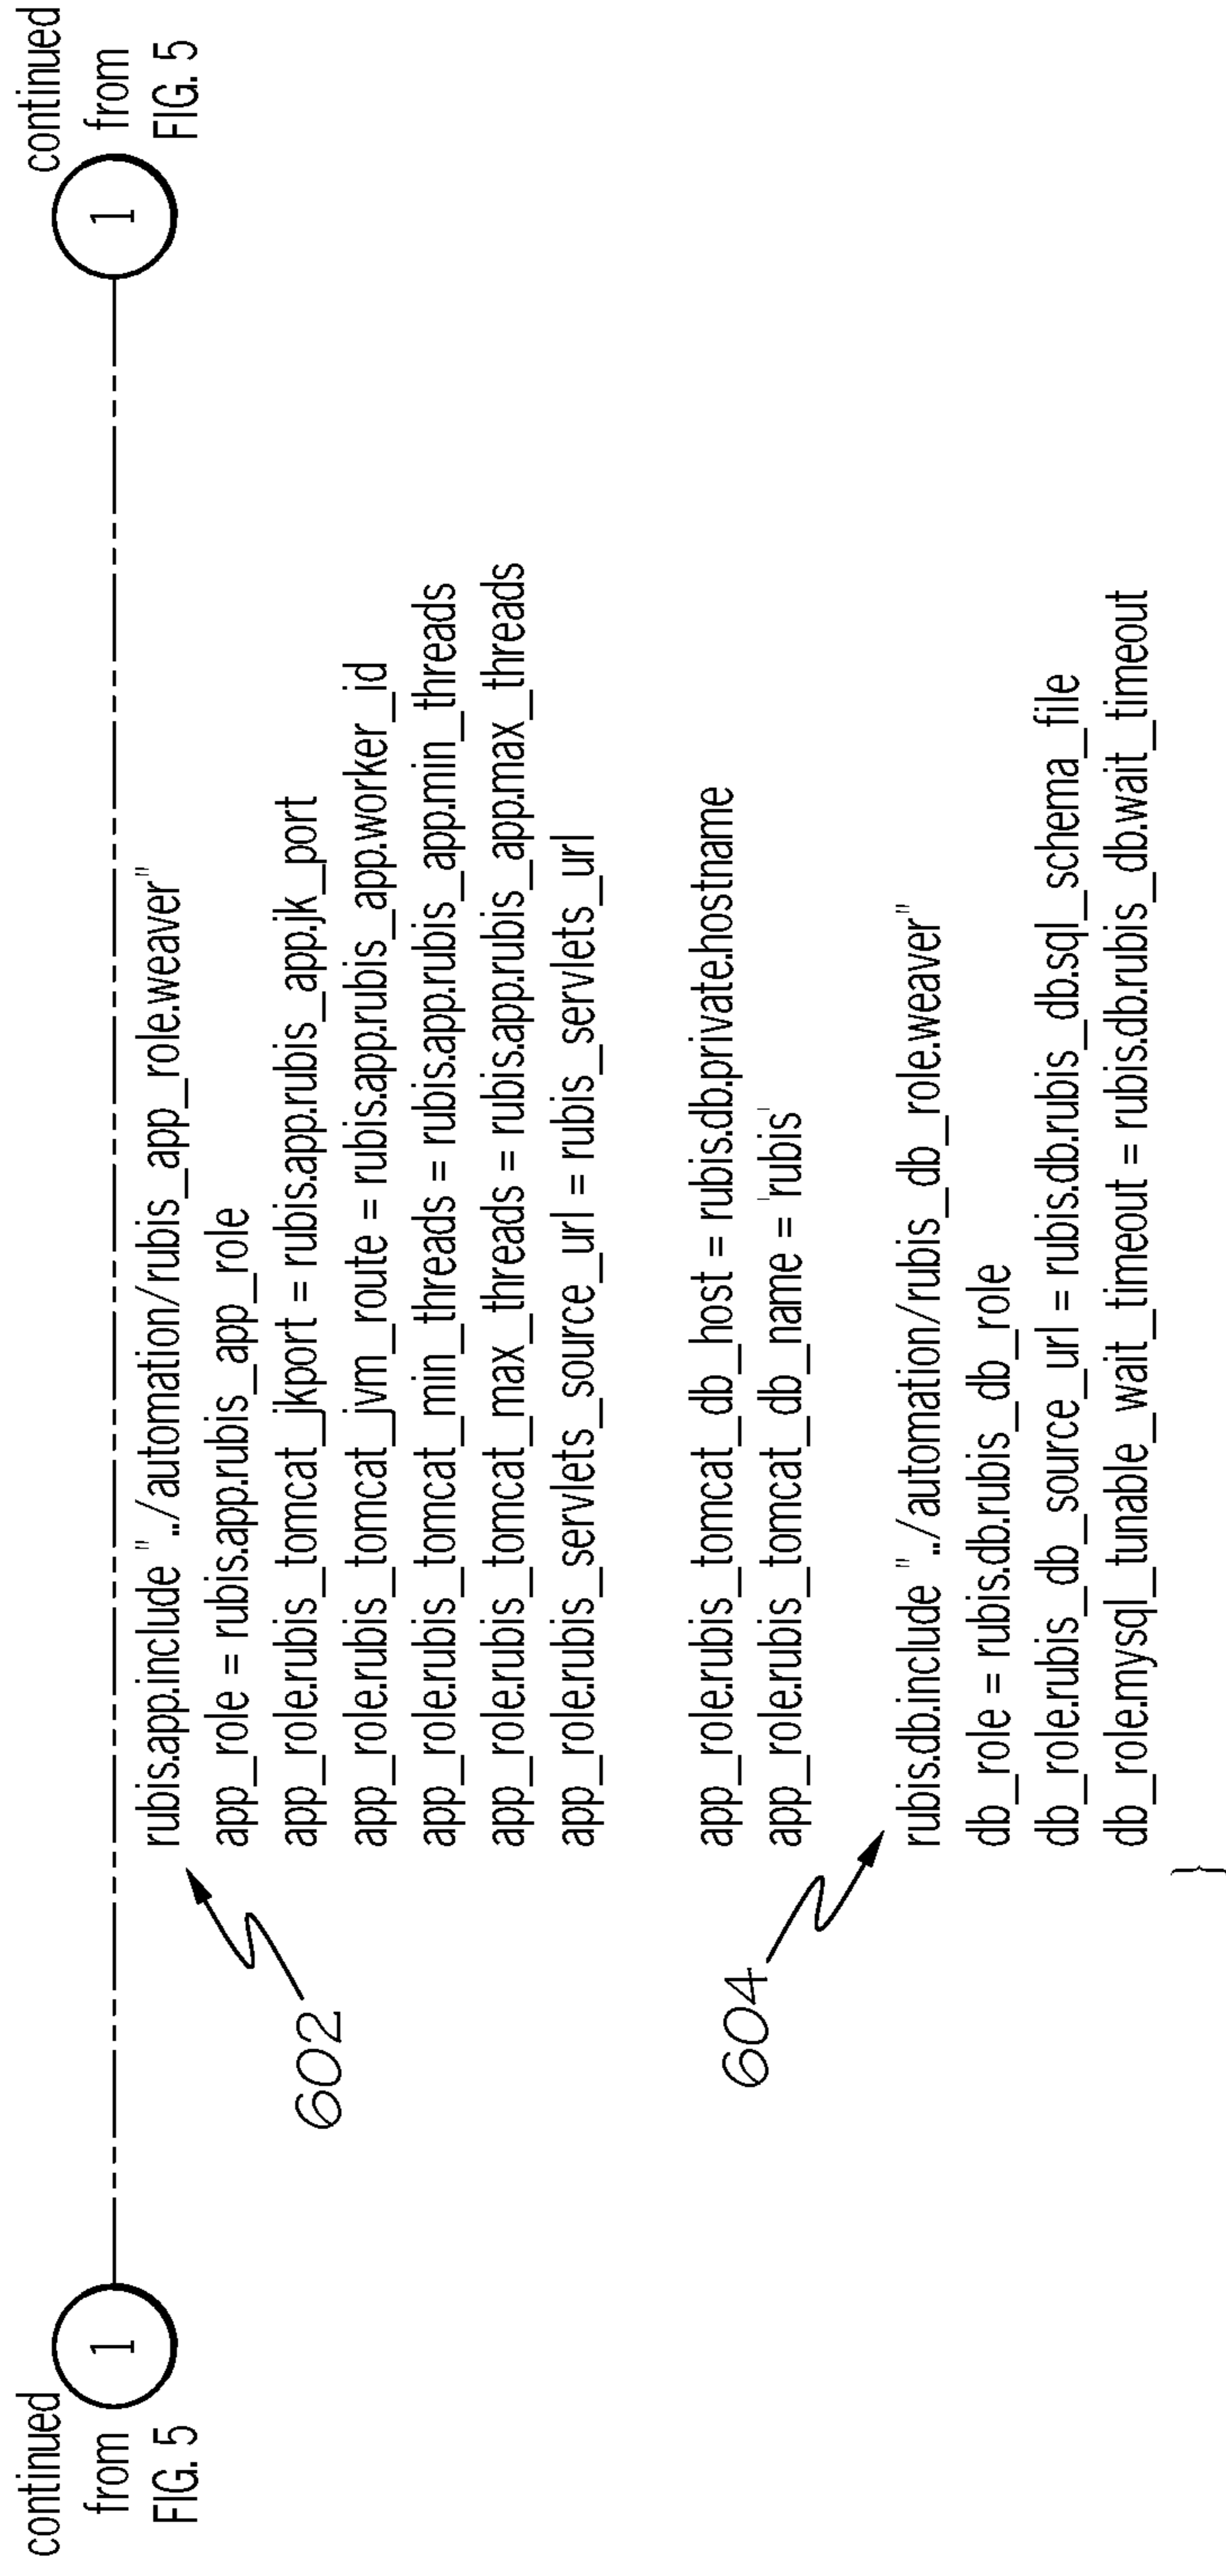 continued
from
FIG. 5
1
continued
from
FIG. 5
1
rubis.app.include "../automation/rubis_app_role.weaver"
app_role = rubis.app.rubis_app_role
app_role.rubis_tomcat_jkport = rubis.app.rubis_app.jk_port
app_role.rubis_tomcat_jvm_route = rubis.app.rubis_app.worker_id
app_role.rubis_tomcat_min_threads = rubis.app.rubis_app.min_threads
app_role.rubis_tomcat_max_threads = rubis.app.rubis_app.max_threads
app_role.rubis_servlets_source_url = rubis_servlets_url
602
app_role.rubis_tomcat_db_host = rubis.db.private.hostname
app_role.rubis_tomcat_db_name = 'rubis'
604
rubis.db.include "../automation/rubis_db_role.weaver"
db_role = rubis.db.rubis_db_role
db_role.rubis_db_source_url = rubis.db.rubis_db.sql_schema_file
db_role.mysql_tunable_wait_timeout = rubis.db.rubis_db.wait_timeout
}